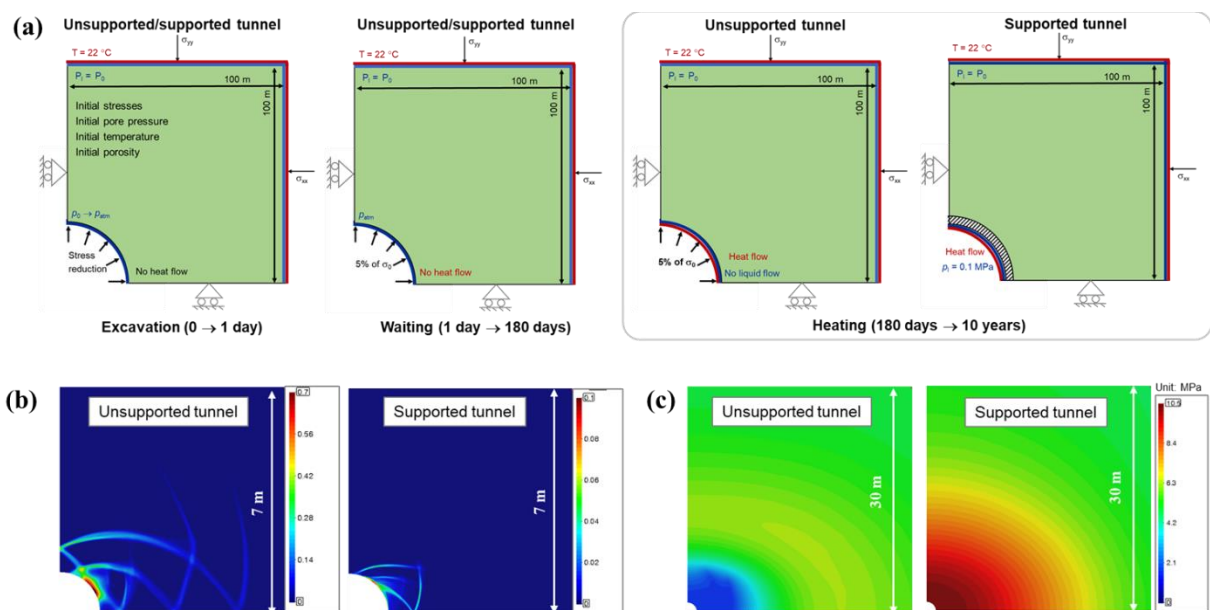 (a)
Unsupported/supported tunnel
T = 22 °C
σyy
Pl = P0
100 m
100 m
Initial stresses
Initial pore pressure
Initial temperature
Initial porosity
σxx
p0 → patm
Stress
reduction
No heat flow
Excavation (0 → 1 day)
Unsupported/supported tunnel
T = 22 °C
σyy
Pl = P0
100 m
100 m
σxx
patm
5% of σ0
No heat flow
Waiting (1 day → 180 days)
Unsupported tunnel
T = 22 °C
σyy
Pl = P0
100 m
100 m
σxx
5% of σ0
Heat flow
No liquid flow
Supported tunnel
T = 22 °C
σyy
Pl = P0
100 m
100 m
σxx
Heat flow
pl = 0.1 MPa
Heating (180 days → 10 years)
(b)
Unsupported tunnel
7 m
0.7
0.56
0.42
0.28
0.14
0
Supported tunnel
7 m
0.1
0.08
0.06
0.04
0.02
0
(c)
Unsupported tunnel
30 m
Supported tunnel
30 m
Unit: MPa
10.5
8.4
6.3
4.2
2.1
0